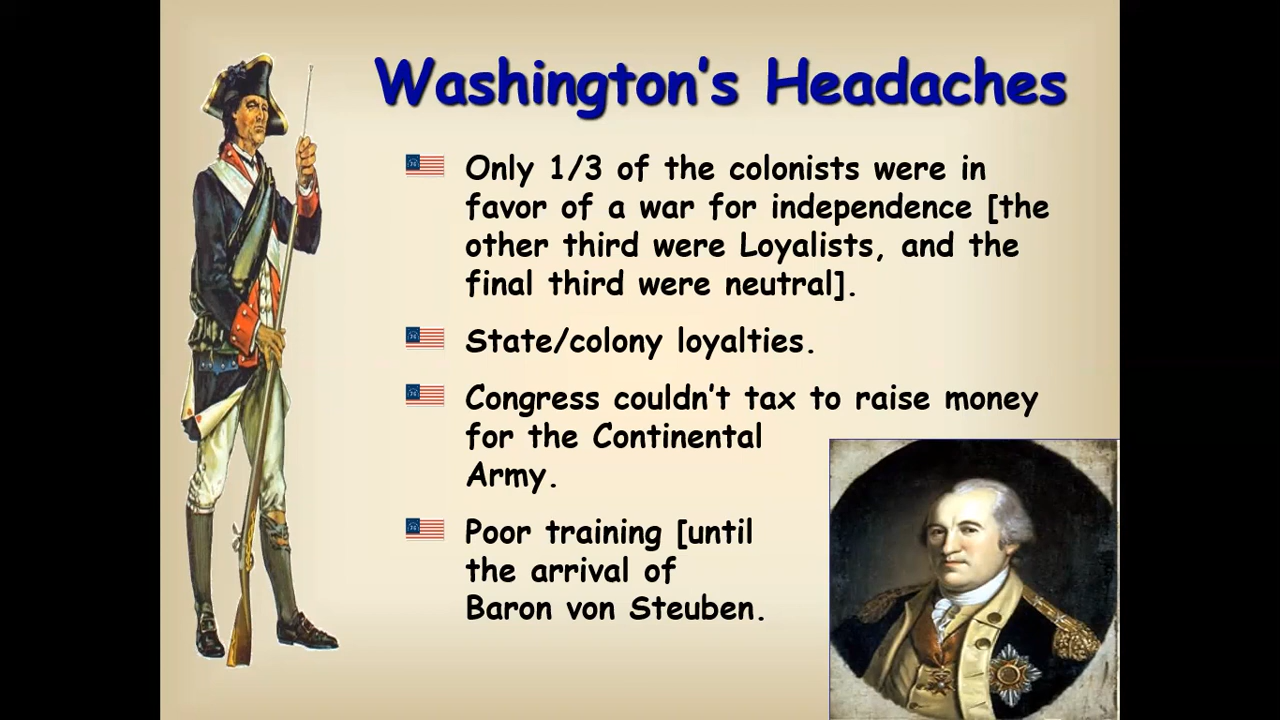 Washington's Headaches
Only 1/3 of the colonists were in
favor of a war for independence [the
other third were Loyalists, and the
final third were neutral].
State/colony loyalties.
Congress couldn't tax to raise money
for the Continental
Army.
Poor training [until
the arrival of
Baron von Steuben.